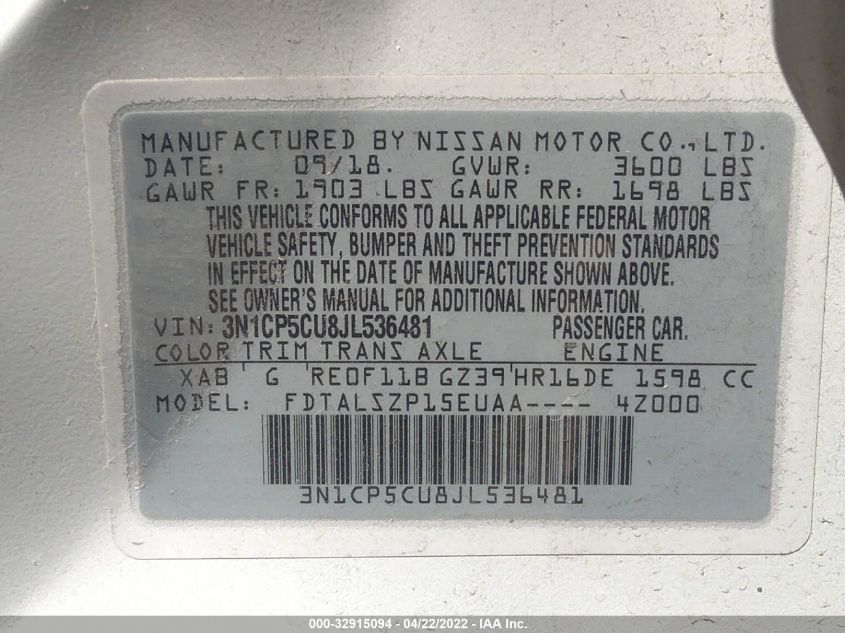 MANUFACTURED BY NISSAN MOTOR CO., LTD.
DATE: 09/18. GVWR: 3600 LBS
GAWR FR: 1903 LBS GAWR RR: 1698 LBS
THIS VEHICLE CONFORMS TO ALL APPLICABLE FEDERAL MOTOR
VEHICLE SAFETY, BUMPER AND THEFT PREVENTION STANDARDS
IN EFFECT ON THE DATE OF MANUFACTURE SHOWN ABOVE.
SEE OWNER'S MANUAL FOR ADDITIONAL INFORMATION.
VIN: 3N1CP5CU8JL536481 PASSENGER CAR.
COLOR TRIM TRANS AXLE ENGINE
XAB G RE0F11B GZ39 HR16DE 1598 CC
MODEL: FDTALSZP15EUAA---- 4Z000
3N1CP5CU8JL536481
000-32915094 - 04/22/2022 - IAA Inc.